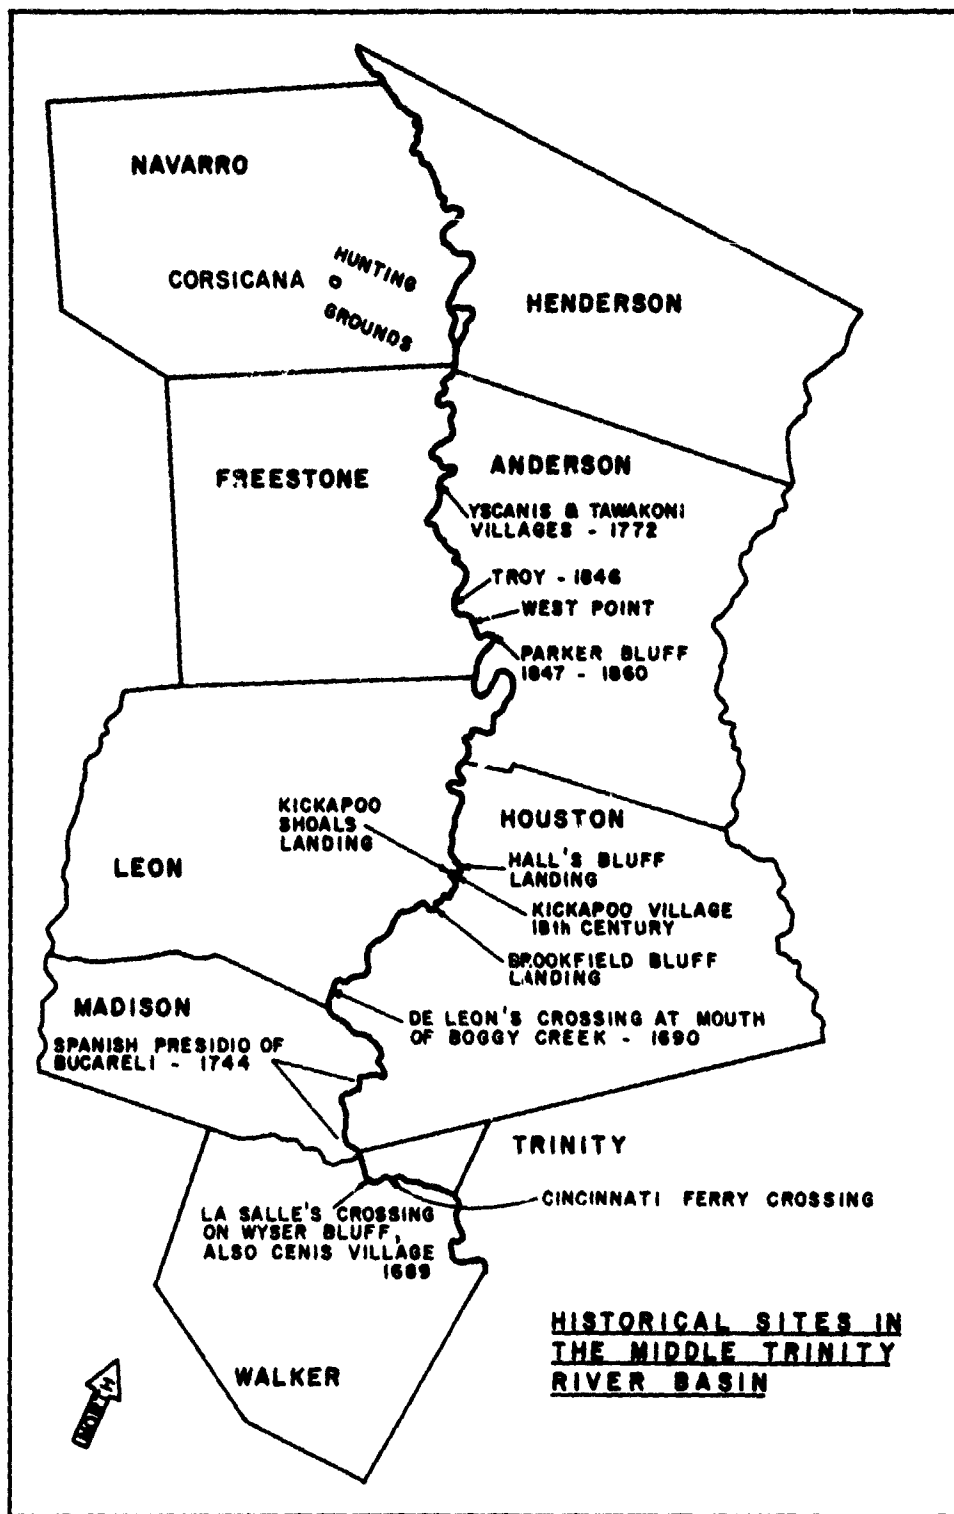 NAVARRO
HUNTING
CORSICANA
GROUNDS
HENDERSON
FREESTONE
ANDERSON
YSCANIS & TAWAKONI
VILLAGES - 1772
TROY - 1846
WEST POINT
PARKER BLUFF
1847 - 1860
KICKAPOO
SHOALS
LANDING
HOUSTON
LEON
HALL'S BLUFF
LANDING
KICKAPOO VILLAGE
18th CENTURY
BROOKFIELD BLUFF
LANDING
MADISON
DE LEON'S CROSSING AT MOUTH
OF BOGGY CREEK - 1690
SPANISH PRESIDIO OF
BUCARELI - 1744
TRINITY
CINCINNATI FERRY CROSSING
LA SALLE'S CROSSING
ON WYSER BLUFF,
ALSO CENIS VILLAGE
1689
HISTORICAL SITES IN
THE MIDDLE TRINITY
RIVER BASIN
WALKER
NORTH